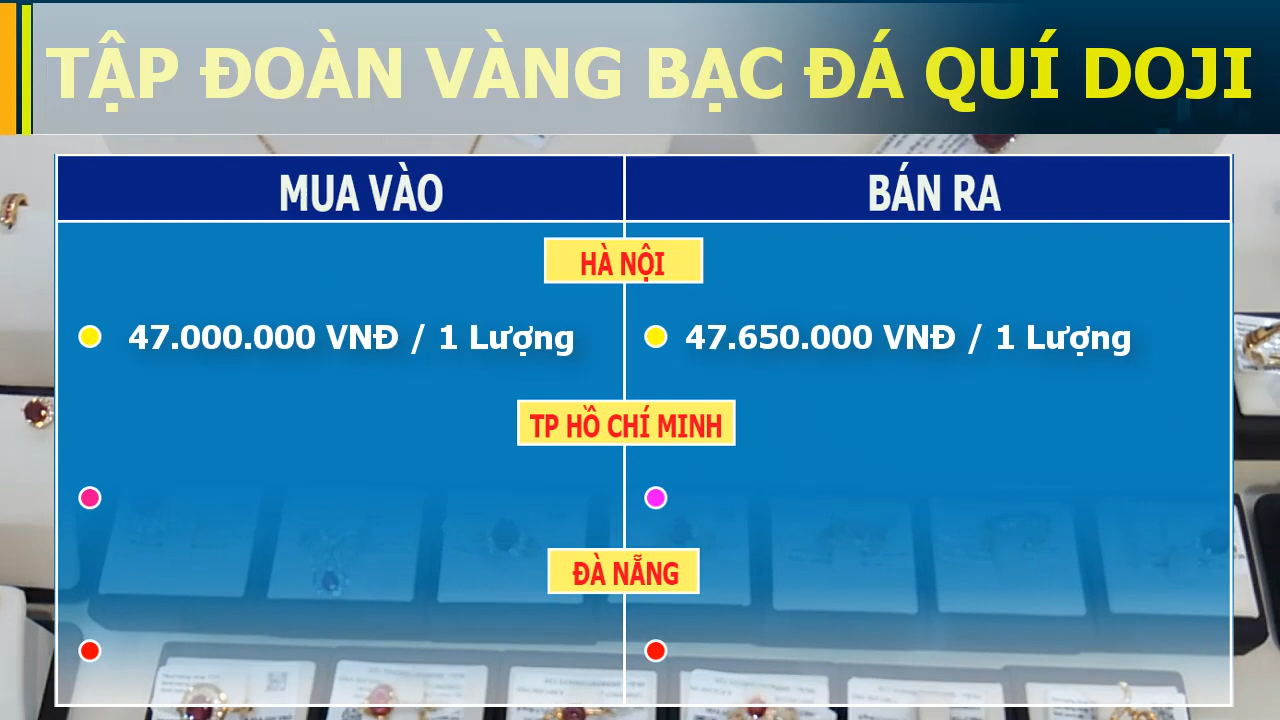 TẬP ĐOÀN VÀNG BẠC ĐÁ QUÍ DOJI
MUA VÀO
BÁN RA
HÀ NỘI
47.000.000 VNĐ / 1 Lượng
47.650.000 VNĐ / 1 Lượng
TP HỒ CHÍ MINH
ĐÀ NẴNG